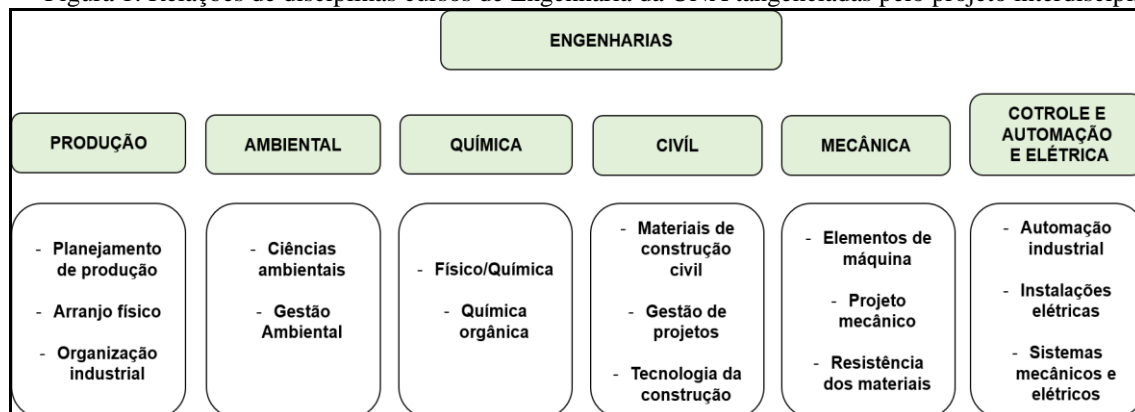 Figura 1: Relações de disciplinas cursos de Engenharia da tangenciadas pelo projeto
ENGENHARIAS
PRODUÇÃO
AMBIENTAL
QUÍMICA
CIVÍL
MECÂNICA
COTROLE E
AUTOMAÇÃO
E ELÉTRICA
- Planejamento
de produção
- Arranjo físico
- Organização
industrial
- Ciências
ambientais
- Gestão
Ambiental
- Físico/Química
- Química
orgânica
- Materiais de
construção
civil
- Gestão de
projetos
- Tecnologia da
construção
- Elementos de
máquina
- Projeto
mecânico
- Resistência
dos materiais
- Automação
industrial
- Instalações
elétricas
- Sistemas
mecânicos e
elétricos